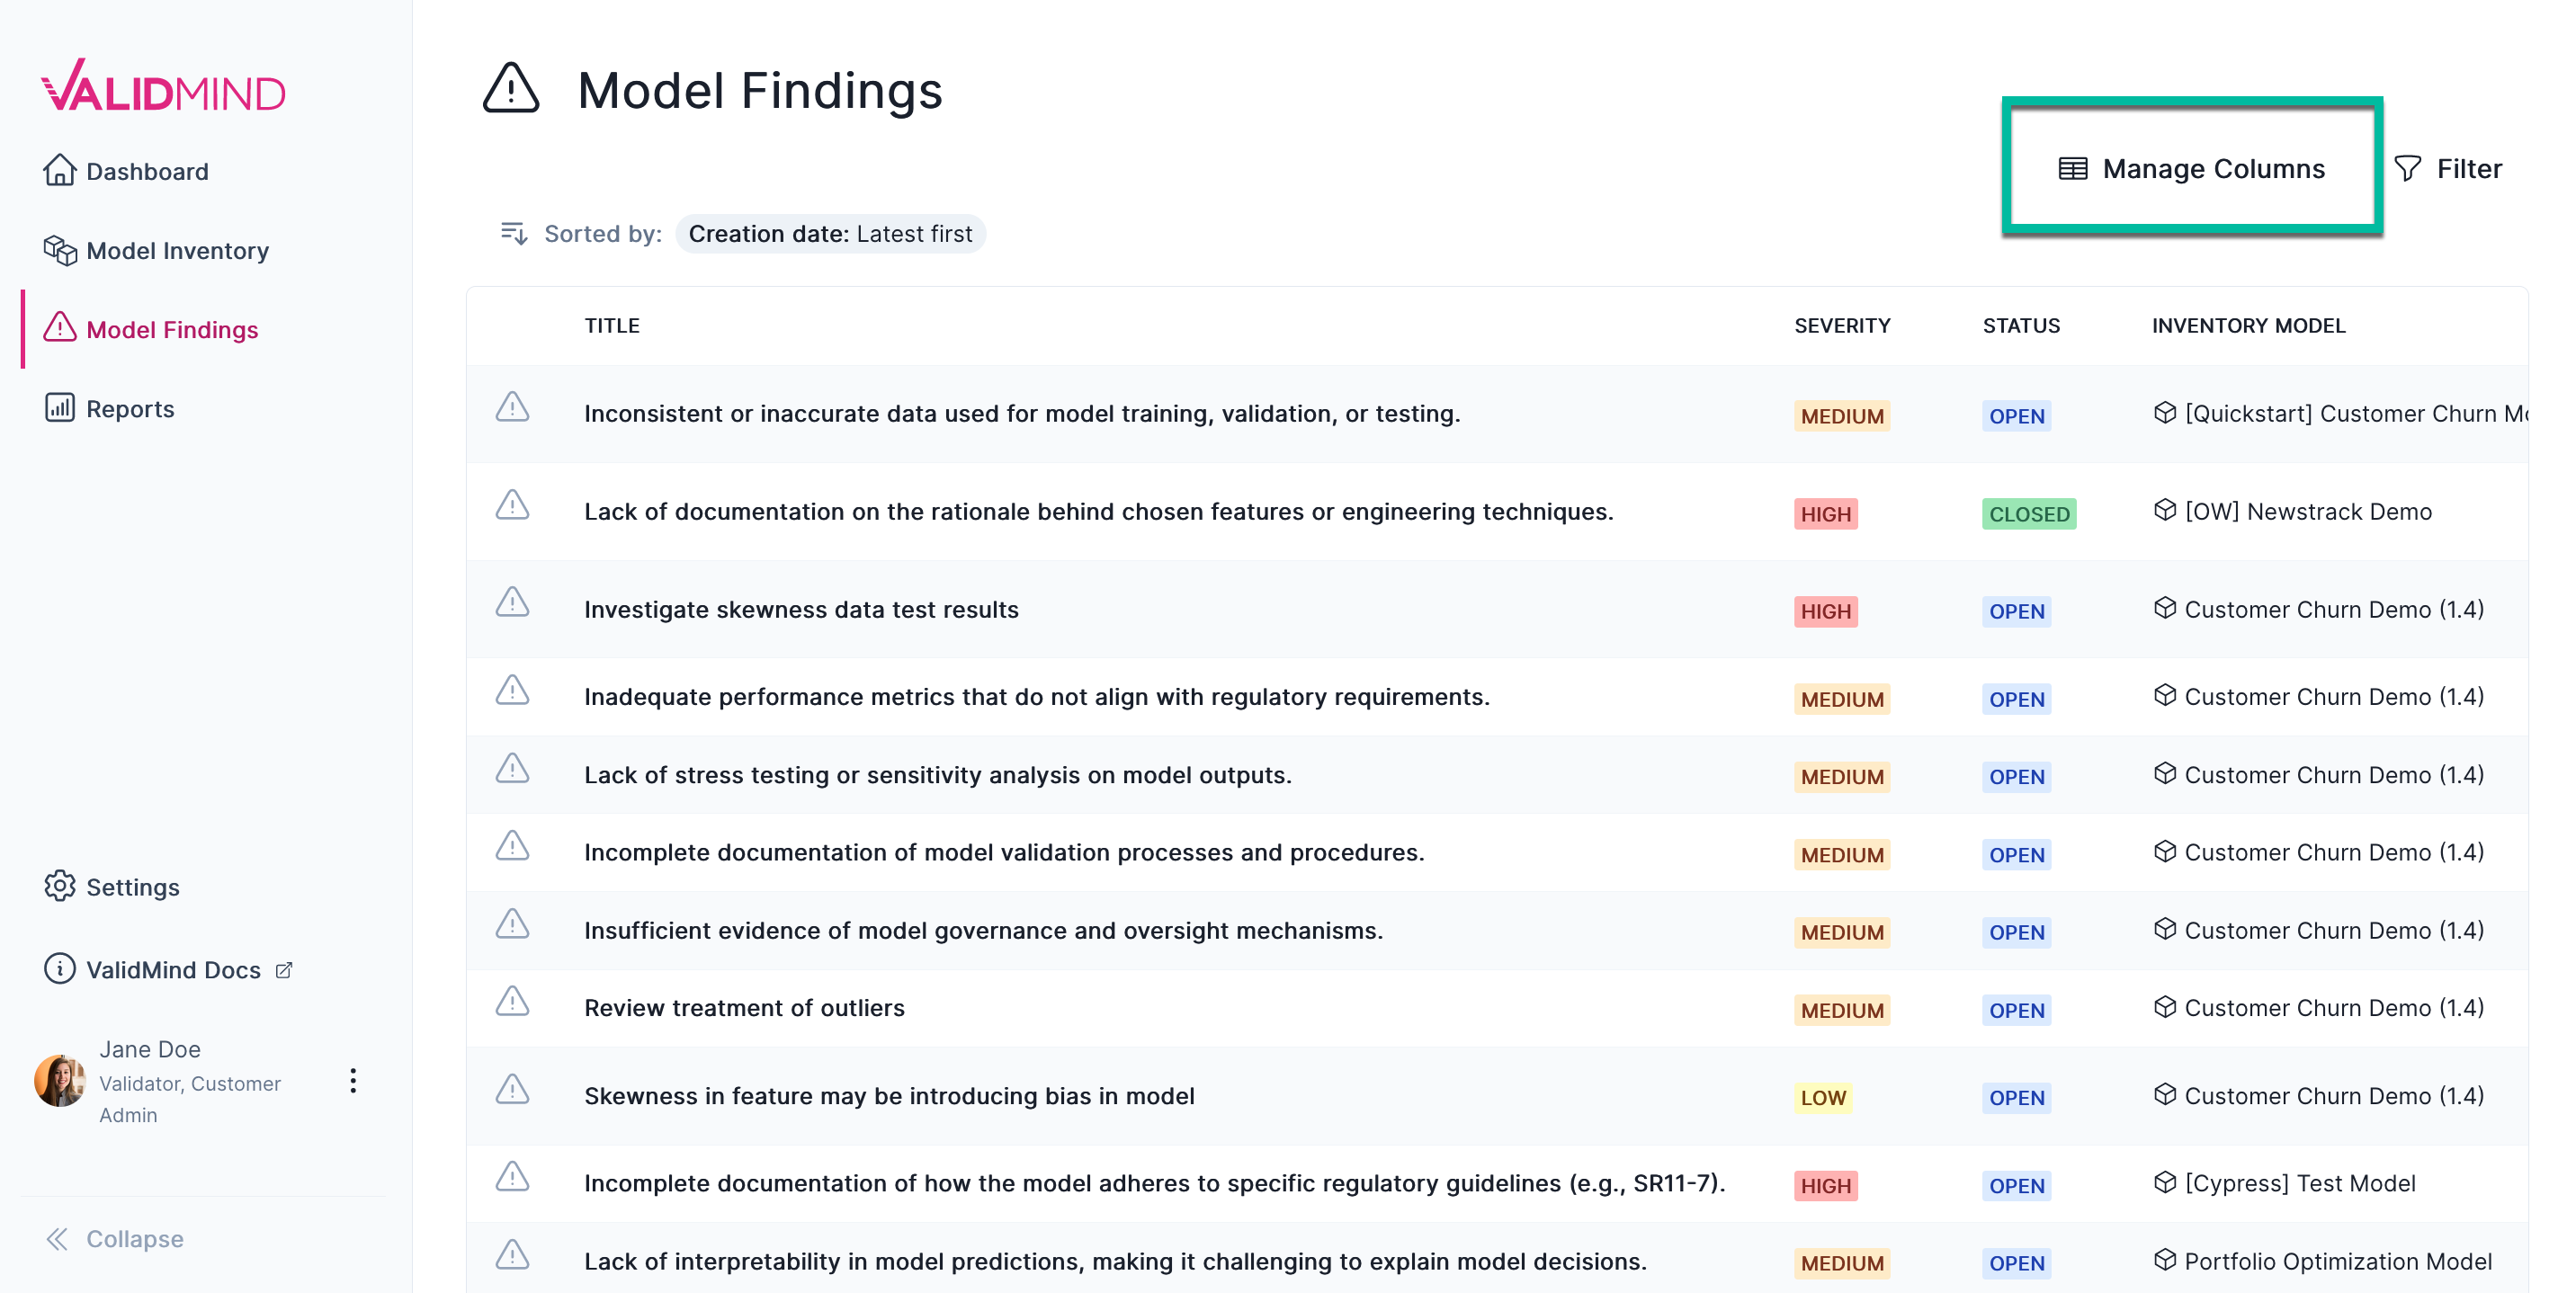 VALIDMIND
Dashboard
Model Inventory
Model Findings
Reports
Settings
ValidMind Docs
Jane Doe
Validator, Customer
Admin
Collapse
Model Findings
Manage Columns
Filter
Sorted by: Creation date: Latest first
TITLE SEVERITY STATUS INVENTORY MODEL
Inconsistent or inaccurate data used for model training, validation, or testing. MEDIUM OPEN [Quickstart] Customer Churn Mo
Lack of documentation on the rationale behind chosen features or engineering techniques. HIGH CLOSED [OW] Newstrack Demo
Investigate skewness data test results HIGH OPEN Customer Churn Demo (1.4)
Inadequate performance metrics that do not align with regulatory requirements. MEDIUM OPEN Customer Churn Demo (1.4)
Lack of stress testing or sensitivity analysis on model outputs. MEDIUM OPEN Customer Churn Demo (1.4)
Incomplete documentation of model validation processes and procedures. MEDIUM OPEN Customer Churn Demo (1.4)
Insufficient evidence of model governance and oversight mechanisms. MEDIUM OPEN Customer Churn Demo (1.4)
Review treatment of outliers MEDIUM OPEN Customer Churn Demo (1.4)
Skewness in feature may be introducing bias in model LOW OPEN Customer Churn Demo (1.4)
Incomplete documentation of how the model adheres to specific regulatory guidelines (e.g., SR11-7). HIGH OPEN [Cypress] Test Model
Lack of interpretability in model predictions, making it challenging to explain model decisions. MEDIUM OPEN Portfolio Optimization Model